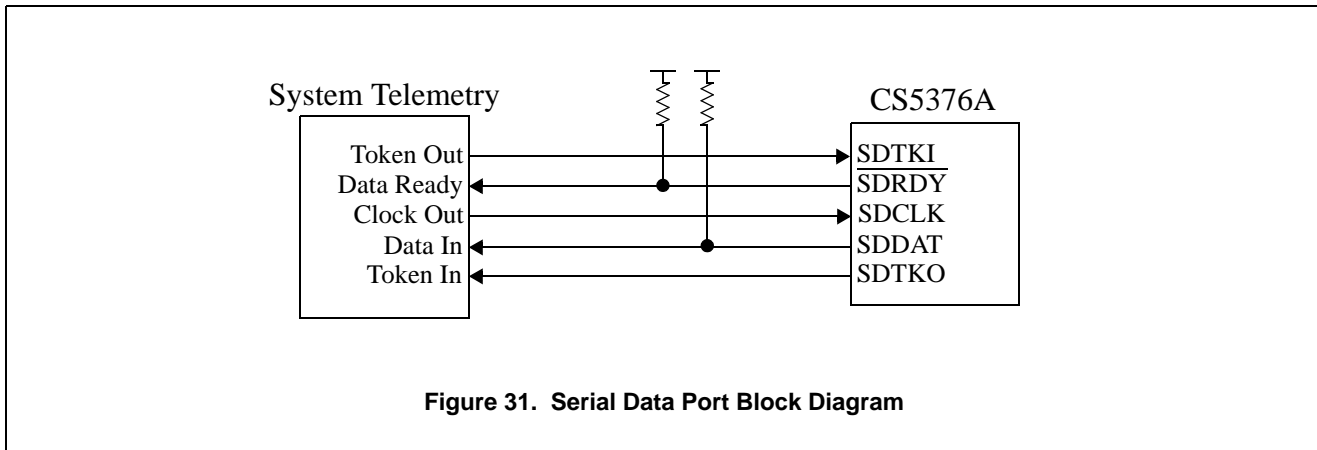 System Telemetry
CS5376A
Token Out
SDTKI
Data Ready
SDRDY
Clock Out
SDCLK
Data In
SDDAT
Token In
SDTKO
Figure 31. Serial Data Port Block Diagram